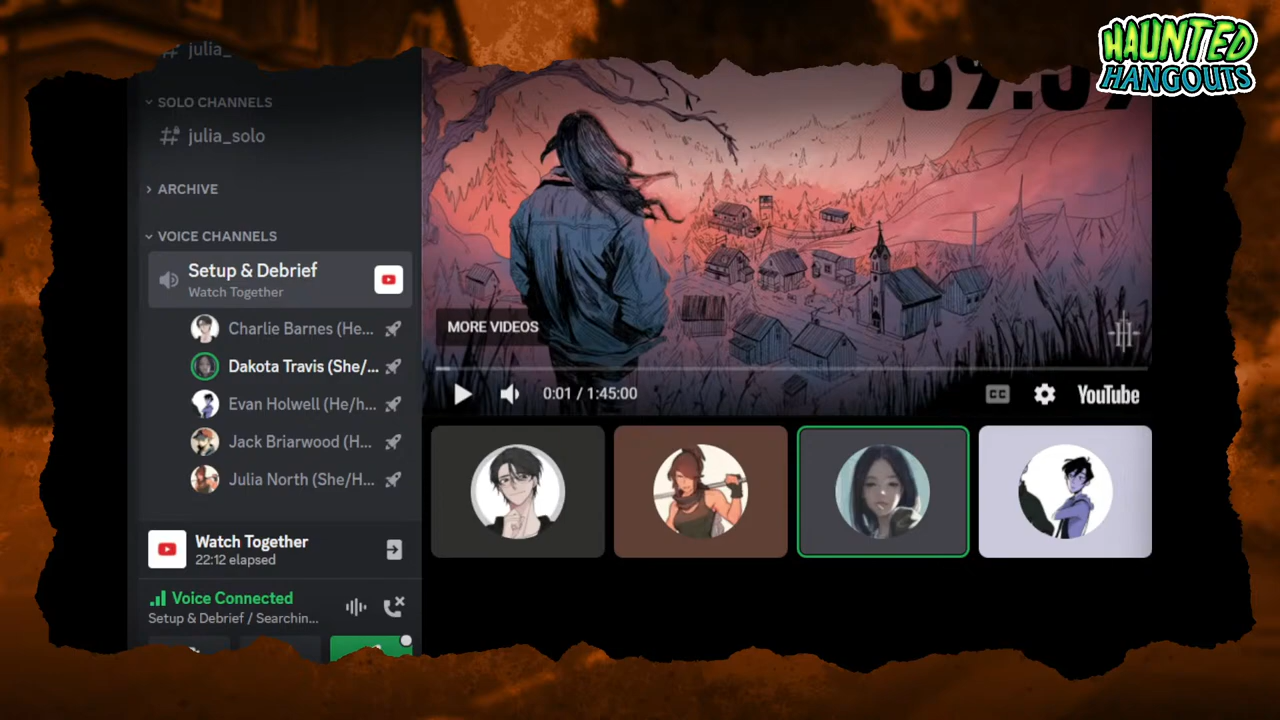 HAUNTED
HANGOUTS
julia_
SOLO CHANNELS
julia_solo
ARCHIVE
VOICE CHANNELS
Setup & Debrief
Watch Together
Charlie Barnes (He...
Dakota Travis (She/...
Evan Holwell (He/h...
Jack Briarwood (H...
Julia North (She/H...
Watch Together
22:12 elapsed
Voice Connected
Setup & Debrief / Searchin...
MORE VIDEOS
0:01 / 1:45:00
CC
YouTube